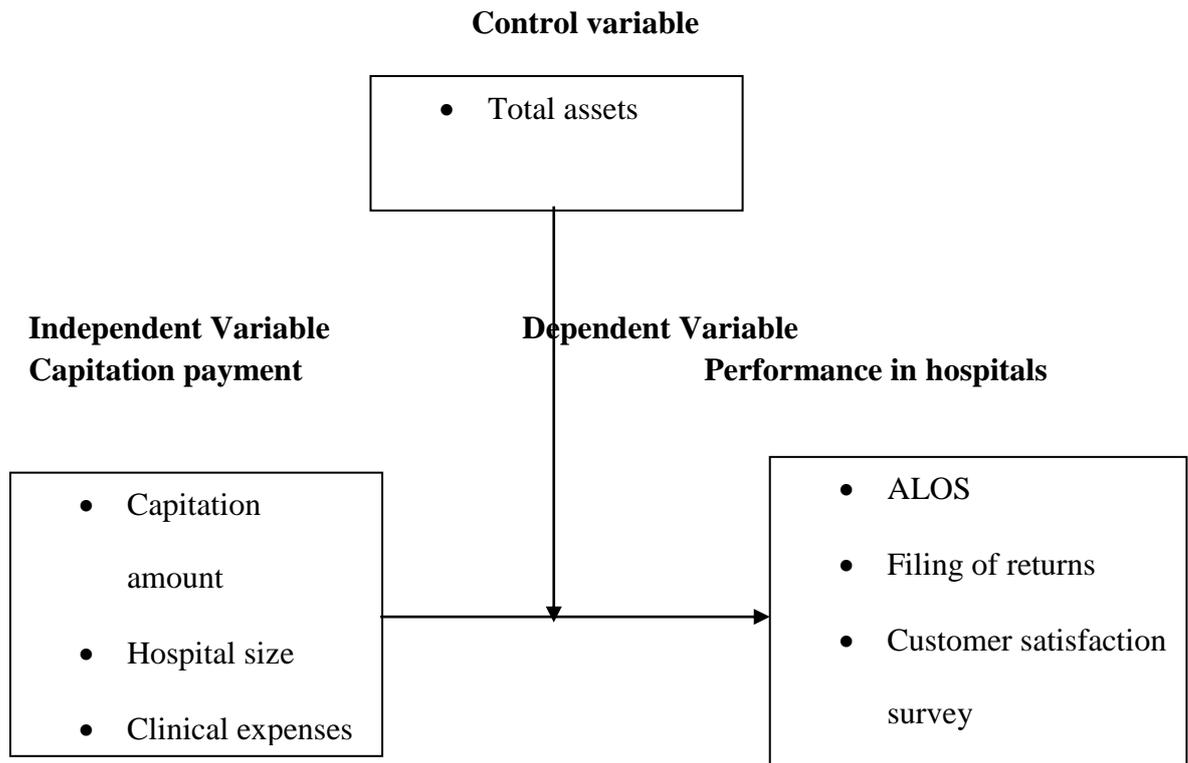 Control variable
• Total assets
Independent Variable
Capitation payment
Dependent Variable
Performance in hospitals
• Capitation
amount
• Hospital size
• Clinical expenses
• ALOS
• Filing of returns
• Customer satisfaction
survey